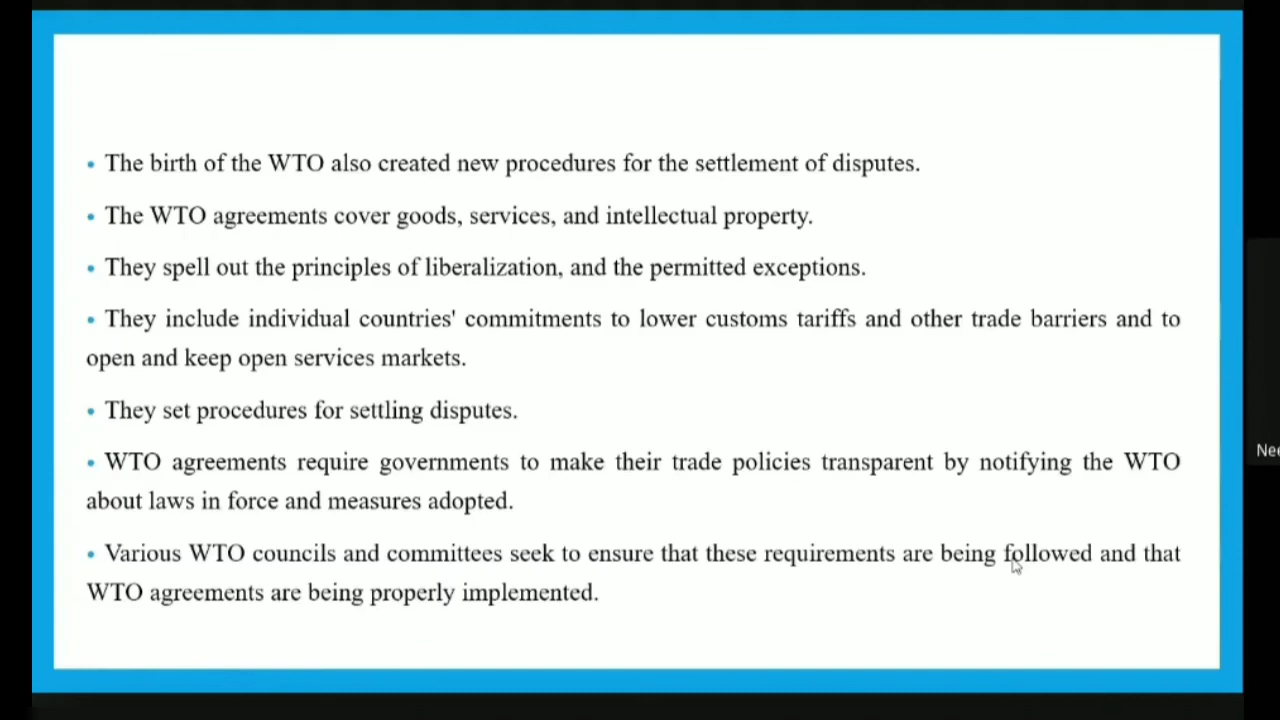 • The birth of the WTO also created new procedures for the settlement of disputes.
• The WTO agreements cover goods, services, and intellectual property.
• They spell out the principles of liberalization, and the permitted exceptions.
• They include individual countries' commitments to lower customs tariffs and other trade barriers and to
open and keep open services markets.
• They set procedures for settling disputes.
• WTO agreements require governments to make their trade policies transparent by notifying the WTO
about laws in force and measures adopted.
• Various WTO councils and committees seek to ensure that these requirements are being followed and that
WTO agreements are being properly implemented.